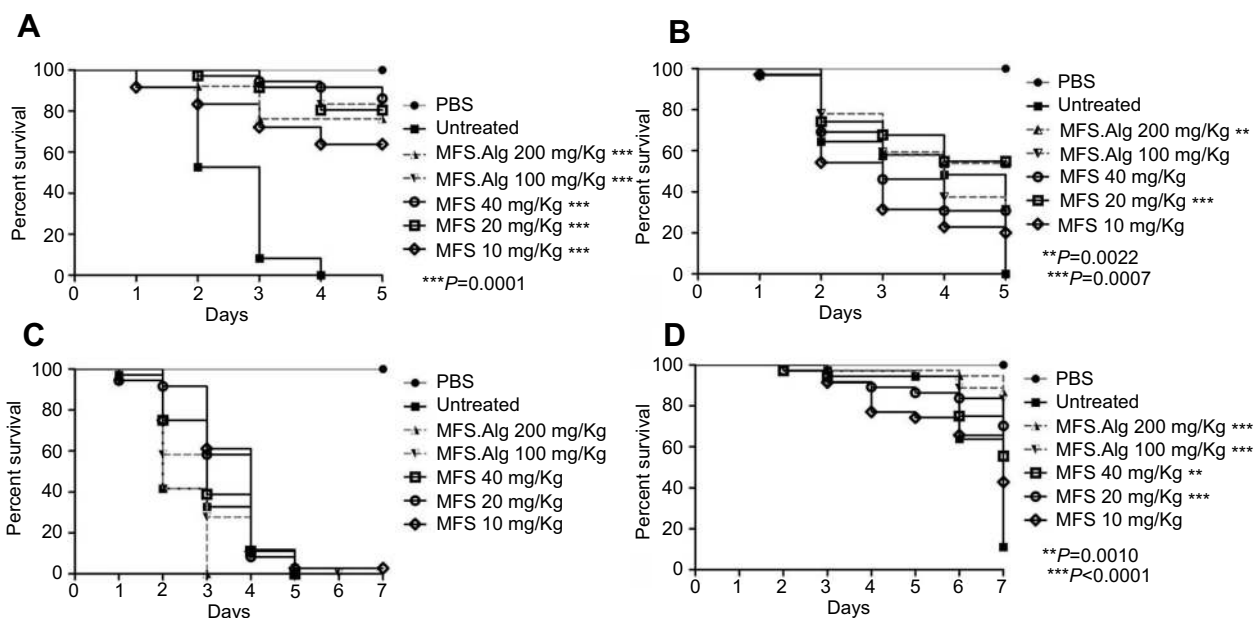 A
Percent survival
100
80
60
40
20
0
0 1 2 3 4 5
Days
PBS
Untreated
MFS.Alg 200 mg/Kg ***
MFS.Alg 100 mg/Kg ***
MFS 40 mg/Kg ***
MFS 20 mg/Kg ***
MFS 10 mg/Kg ***
***P=0.0001
B
Percent survival
100
80
60
40
20
0
0 1 2 3 4 5
Days
PBS
Untreated
MFS.Alg 200 mg/Kg **
MFS.Alg 100 mg/Kg
MFS 40 mg/Kg
MFS 20 mg/Kg ***
MFS 10 mg/Kg
**P=0.0022
***P=0.0007
C
Percent survival
100
80
60
40
20
0
0 1 2 3 4 5 6 7
Days
PBS
Untreated
MFS.Alg 200 mg/Kg
MFS.Alg 100 mg/Kg
MFS 40 mg/Kg
MFS 20 mg/Kg
MFS 10 mg/Kg
D
Percent survival
100
80
60
40
20
0
0 1 2 3 4 5 6 7
Days
PBS
Untreated
MFS.Alg 200 mg/Kg ***
MFS.Alg 100 mg/Kg ***
MFS 40 mg/Kg **
MFS 20 mg/Kg ***
MFS 10 mg/Kg
**P=0.0010
***P<0.0001